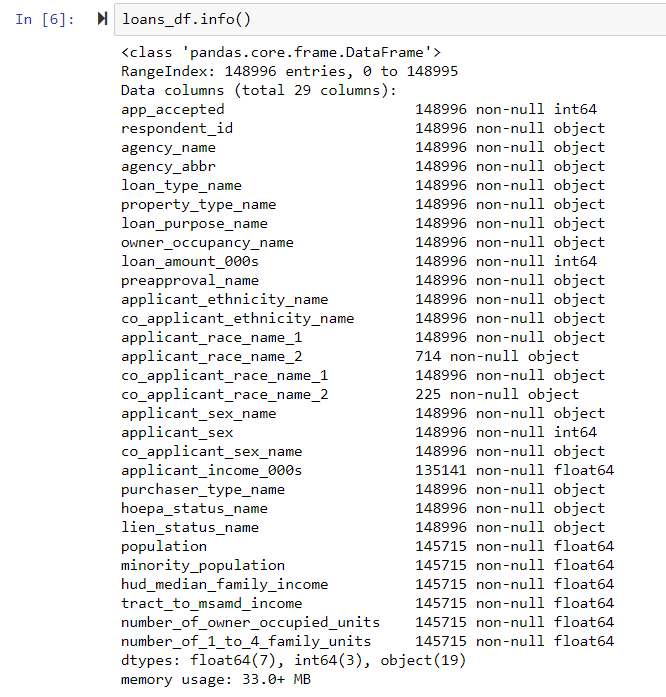 In [6]: loans_df.info()
<class 'pandas.core.frame.DataFrame'>
RangeIndex: 148996 entries, 0 to 148995
Data columns (total 29 columns):
app_accepted 148996 non-null int64
respondent_id 148996 non-null object
agency_name 148996 non-null object
agency_abbr 148996 non-null object
loan_type_name 148996 non-null object
property_type_name 148996 non-null object
loan_purpose_name 148996 non-null object
owner_occupancy_name 148996 non-null object
loan_amount_000s 148996 non-null int64
preapproval_name 148996 non-null object
applicant_ethnicity_name 148996 non-null object
co_applicant_ethnicity_name 148996 non-null object
applicant_race_name_1 148996 non-null object
applicant_race_name_2 714 non-null object
co_applicant_race_name_1 148996 non-null object
co_applicant_race_name_2 225 non-null object
applicant_sex_name 148996 non-null object
applicant_sex 148996 non-null int64
co_applicant_sex_name 148996 non-null object
applicant_income_000s 135141 non-null float64
purchaser_type_name 148996 non-null object
hoepa_status_name 148996 non-null object
lien_status_name 148996 non-null object
population 145715 non-null float64
minority_population 145715 non-null float64
hud_median_family_income 145715 non-null float64
tract_to_msamd_income 145715 non-null float64
number_of_owner_occupied_units 145715 non-null float64
number_of_1_to_4_family_units 145715 non-null float64
dtypes: float64(7), int64(3), object(19)
memory usage: 33.0+ MB